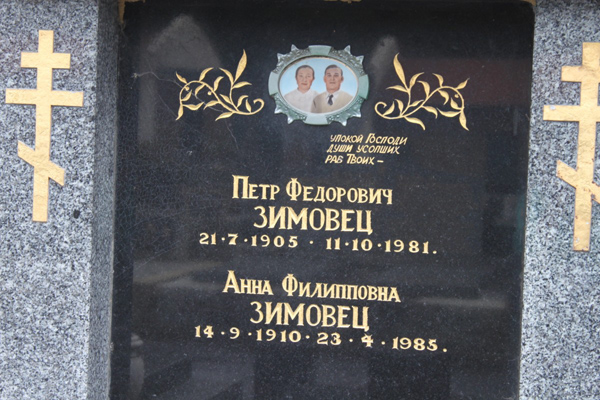 упокой Господи
души усопших
раб Твоих –
Петр Федорович
ЗИМОВЕЦ
21·7·1905 · 11·10·1981.
Анна Филипповна
ЗИМОВЕЦ
14·9·1910·23·4·1985.